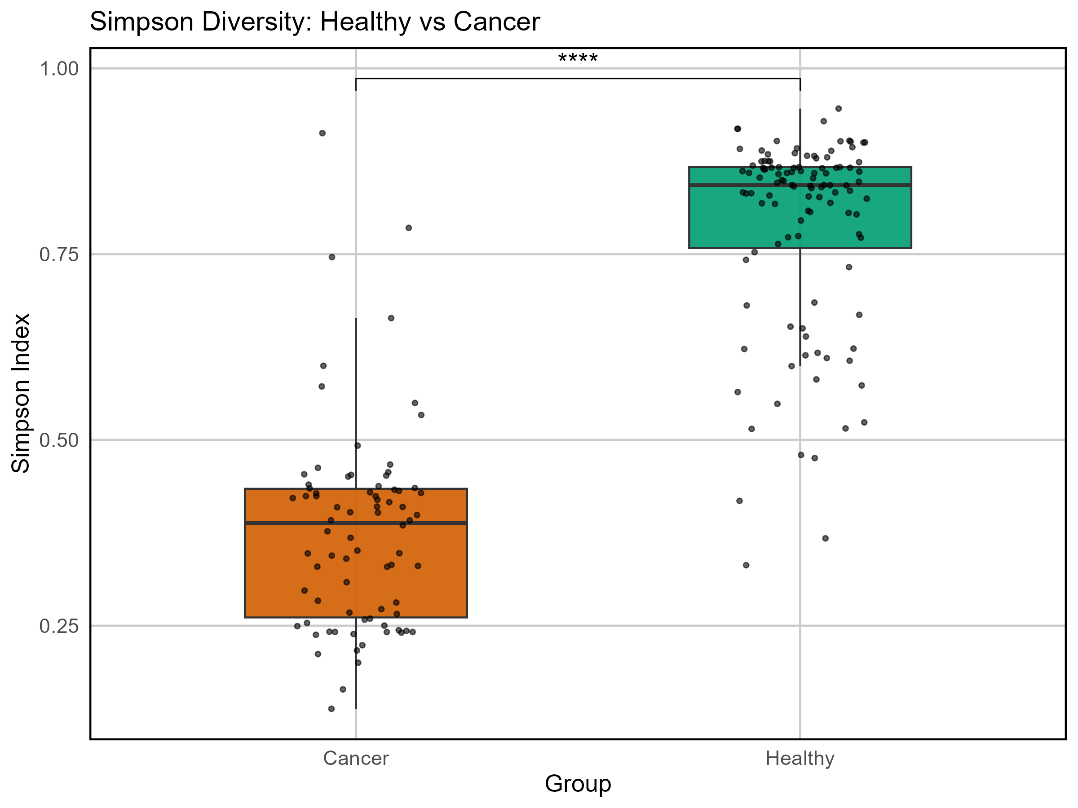 Simpson Diversity: Healthy vs Cancer
****
1.00
0.75
0.50
0.25
Simpson Index
Cancer Healthy
Group